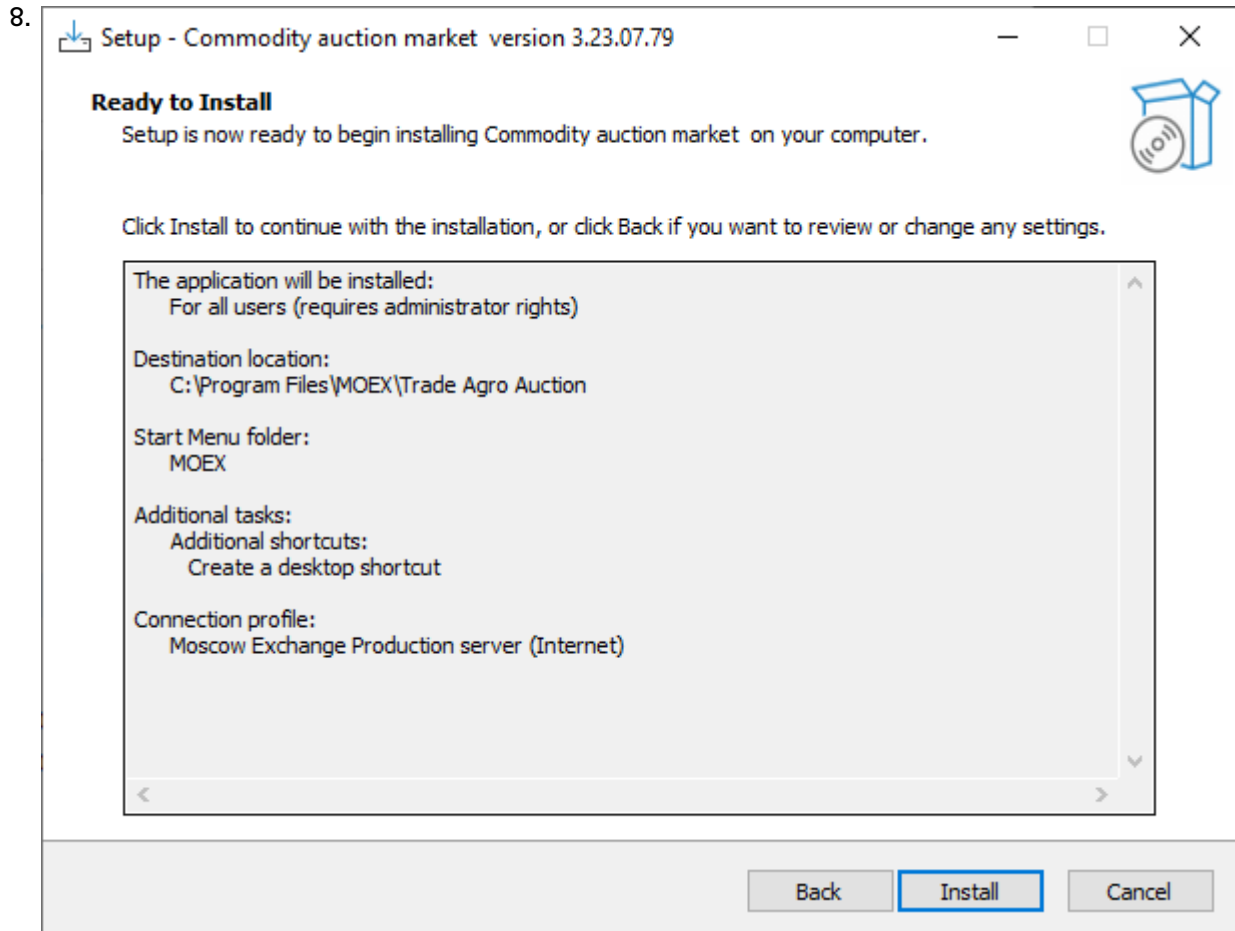 8.
Setup - Commodity auction market version 3.23.07.79
Ready to Install
Setup is now ready to begin installing Commodity auction market on your computer.
Click Install to continue with the installation, or click Back if you want to review or change any settings.
The application will be installed:
For all users (requires administrator rights)
Destination location:
C:\Program Files\MOEX\Trade Agro Auction
Start Menu folder:
MOEX
Additional tasks:
Additional shortcuts:
Create a desktop shortcut
Connection profile:
Moscow Exchange Production server (Internet)
Back Install Cancel